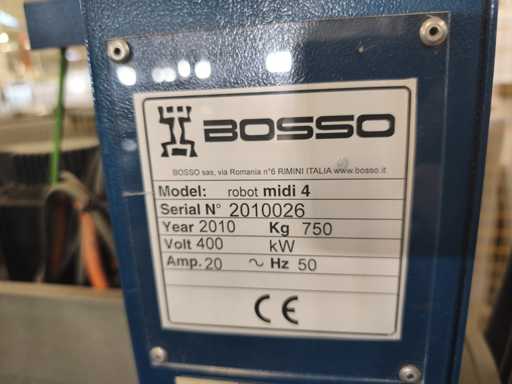 BOSSO
BOSSO sas, via Romania n°6 RIMINI ITALIA www.bosso.it
Model: robot midi 4
Serial N° 2010026
Year 2010 Kg 750
Volt 400 kW
Amp. 20 ~ Hz 50
CE